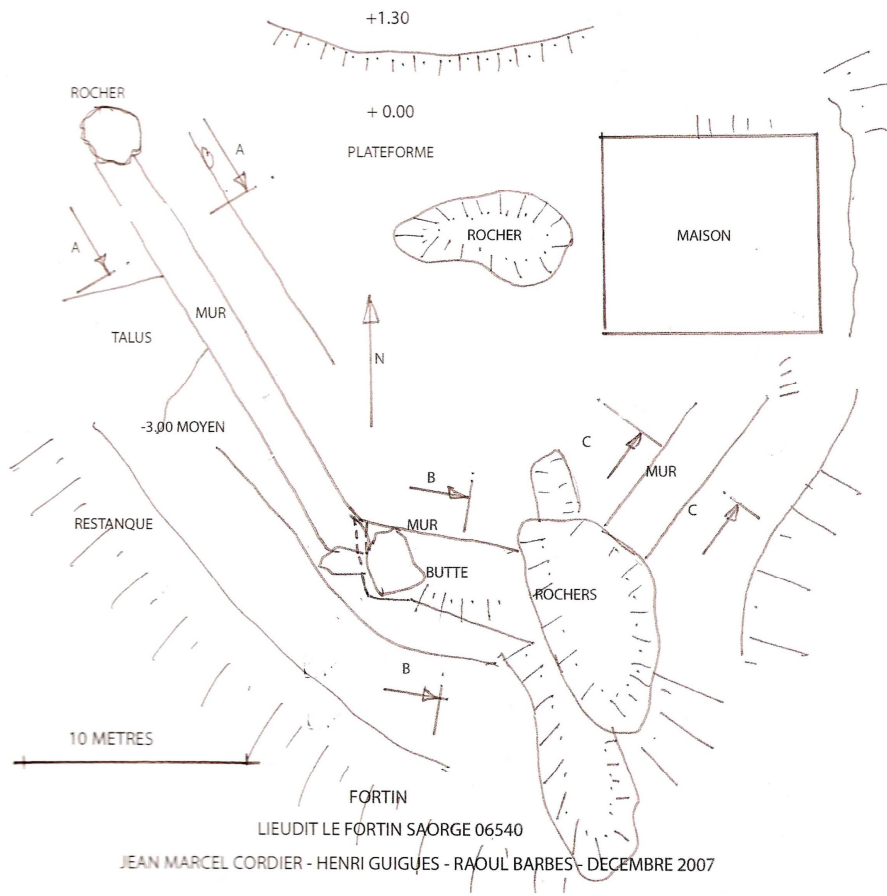 +1.30
ROCHER
+ 0.00
A
PLATEFORME
ROCHER
MAISON
A
MUR
TALUS
N
-3.00 MOYEN
C
B
MUR
C
RESTANQUE
MUR
BUTTE
ROCHERS
B
10 METRES
FORTIN
LIEUDIT LE FORTIN SAORGE 06540
JEAN MARCEL CORDIER - HENRI GUIGUES - RAOUL BARBES - DECEMBRE 2007